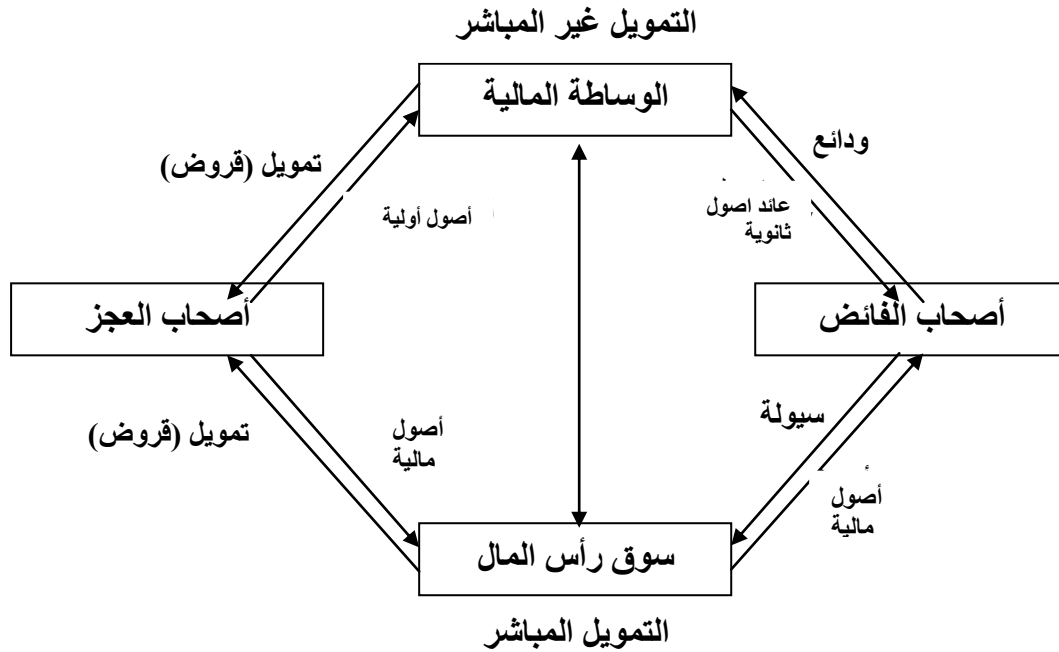 التمويل غير المباشر
الوساطة المالية
ودائع
تمويل (قروض)
عائد اصول
ثانوية
أصول أولية
أصحاب الفائض
أصحاب العجز
سيولة
أصول
مالية
تمويل (قروض)
أصول
مالية
سوق رأس المال
التمويل المباشر